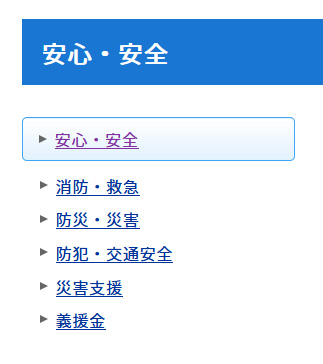 安心・安全
安心・安全
消防・救急
防災・災害
防犯・交通安全
災害支援
義援金